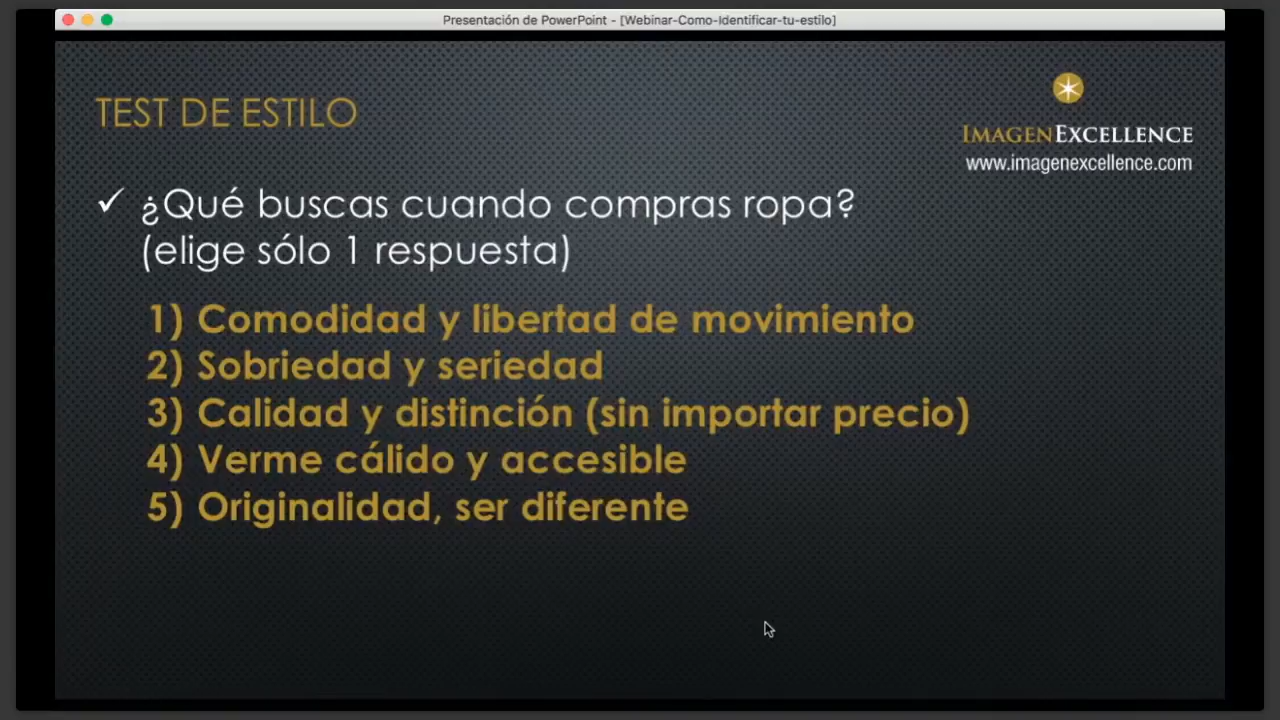 Presentación de PowerPoint - [Webinar-Como-Identificar-tu-estilo]
TEST DE ESTILO
IMAGENEXCELLENCE
www.imagenexcellence.com
✓ ¿Qué buscas cuando compras ropa?
(elige sólo 1 respuesta)
1) Comodidad y libertad de movimiento
2) Sobriedad y seriedad
3) Calidad y distinción (sin importar precio)
4) Verme cálido y accesible
5) Originalidad, ser diferente